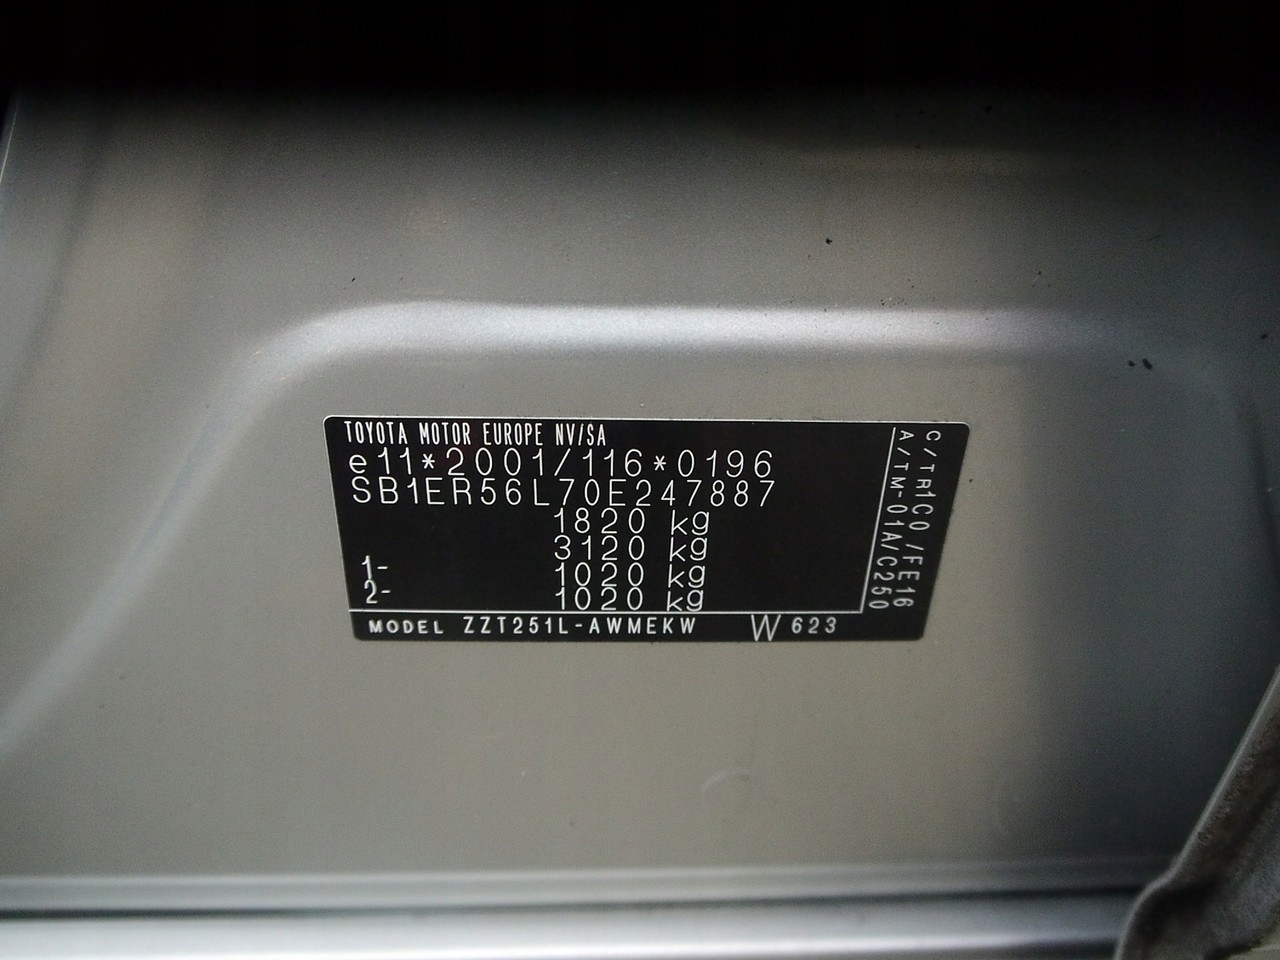 TOYOTA MOTOR EUROPE NV/SA
e11*2001/116*0196
SB1ER56L70E247887
1820 kg
3120 kg
1- 1020 kg
2- 1020 kg
MODEL ZZT251L-AWMEKW W 623
C/TR1C0/FE16
A/TM-01A/C250